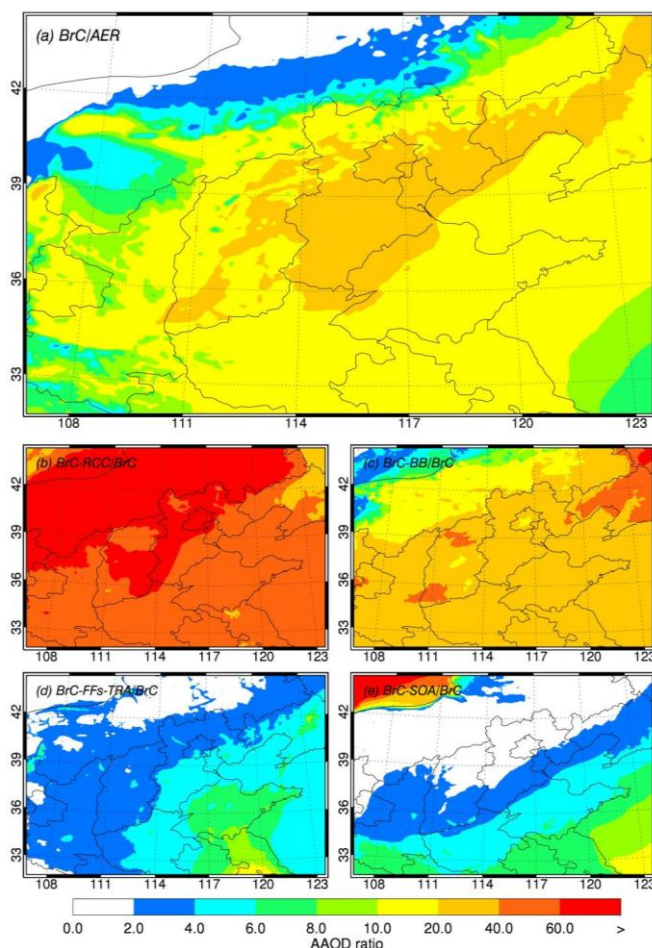 (a) BrC/AER
42
39
36
33
108 111 114 117 120 123
(b) BrC-RCC/BrC
(c) BrC-BB/BrC
42
39
36
33
42
39
36
33
108 111 114 117 120 123
108 111 114 117 120 123
(d) BrC-FFs-TRA/BrC
(e) BrC-SOA/BrC
42
39
36
33
42
39
36
33
108 111 114 117 120 123
108 111 114 117 120 123
0.0 2.0 4.0 6.0 8.0 10.0 20.0 40.0 60.0 >
AAOD ratio